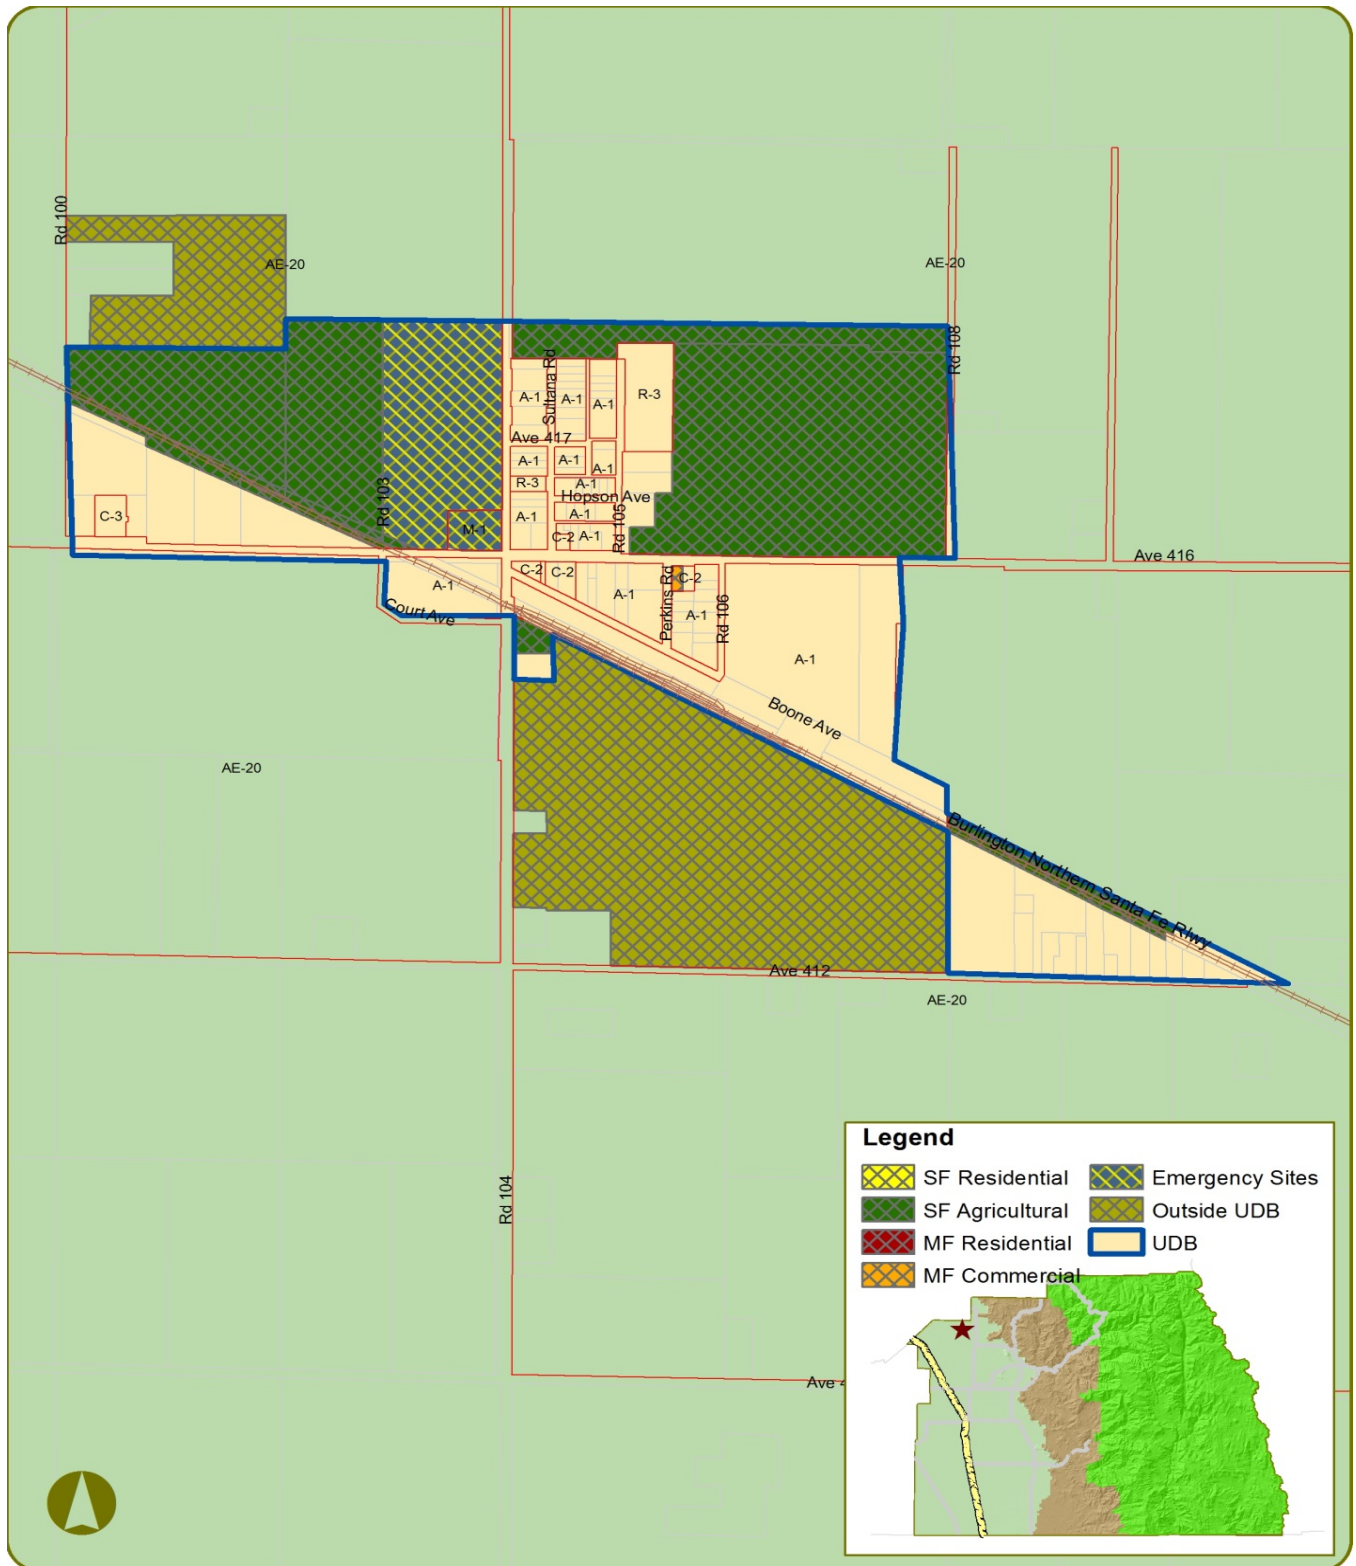 Rd 100
AE-20
AE-20
Rd 108
Sultana Rd
A-1
A-1
A-1
R-3
Ave 417
A-1
A-1
A-1
R-3
A-1
Hopson Ave
Rd 103
C-3
M-1
A-1
A-1
C-2
A-1
Rd 105
Ave 416
C-2
C-2
Perkins Rd
C-2
A-1
A-1
Court Ave
A-1
Rd 106
A-1
Boone Ave
AE-20
Burlington Northern Santa Fe Rlwy
Ave 412
AE-20
Rd 104
Ave 4
Legend
SF Residential
Emergency Sites
SF Agricultural
Outside UDB
MF Residential
UDB
MF Commercial